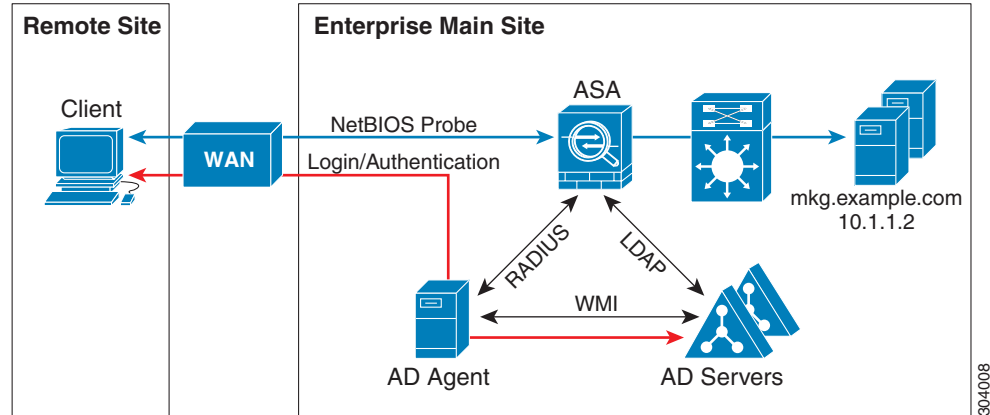 Remote Site
Enterprise Main Site
Client
ASA
NetBIOS Probe
WAN
Login/Authentication
mkg.example.com
10.1.1.2
RADIUS
LDAP
WMI
AD Agent
AD Servers
304008